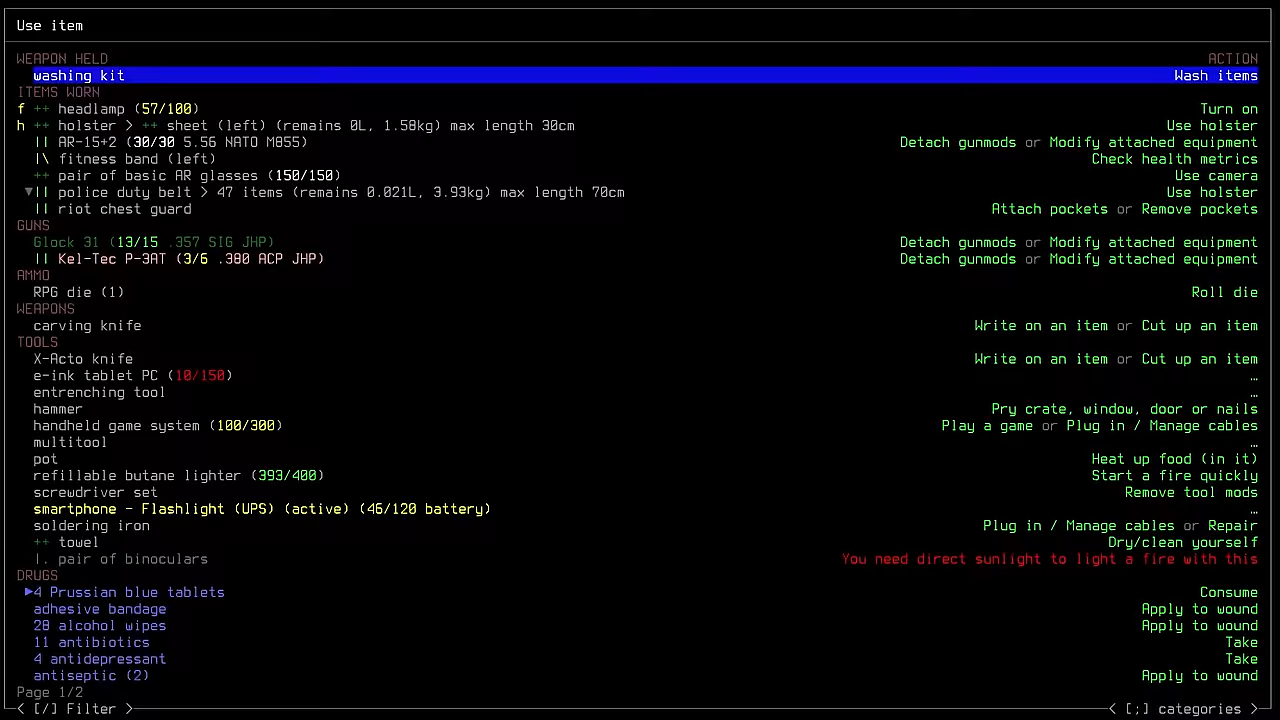 Use item
WEAPON HELD ACTION
washing kit Wash items
ITEMS WORN
f ++ headlamp (57/100) Turn on
h ++ holster > ++ sheet (left) (remains 0L, 1.58kg) max length 30cm Use holster
|| AR-15+2 (30/30 5.56 NATO M855) Detach gunmods or Modify attached equipment
|\ fitness band (left) Check health metrics
++ pair of basic AR glasses (150/150) Use camera
▼|| police duty belt > 47 items (remains 0.021L, 3.93kg) max length 70cm Use holster
|| riot chest guard Attach pockets or Remove pockets
GUNS
Glock 31 (13/15 .357 SIG JHP) Detach gunmods or Modify attached equipment
|| Kel-Tec P-3AT (3/6 .380 ACP JHP) Detach gunmods or Modify attached equipment
AMMO
RPG die (1) Roll die
WEAPONS
carving knife Write on an item or Cut up an item
TOOLS
X-Acto knife Write on an item or Cut up an item
e-ink tablet PC (10/150) …
entrenching tool …
hammer Pry crate, window, door or nails
handheld game system (100/300) Play a game or Plug in / Manage cables
multitool …
pot Heat up food (in it)
refillable butane lighter (393/400) Start a fire quickly
screwdriver set Remove tool mods
smartphone - Flashlight (UPS) (active) (46/120 battery) …
soldering iron Plug in / Manage cables or Repair
++ towel Dry/clean yourself
|. pair of binoculars You need direct sunlight to light a fire with this
DRUGS
▶4 Prussian blue tablets Consume
adhesive bandage Apply to wound
28 alcohol wipes Apply to wound
11 antibiotics Take
4 antidepressant Take
antiseptic (2) Apply to wound
Page 1/2
< [/] Filter > < [;] categories >